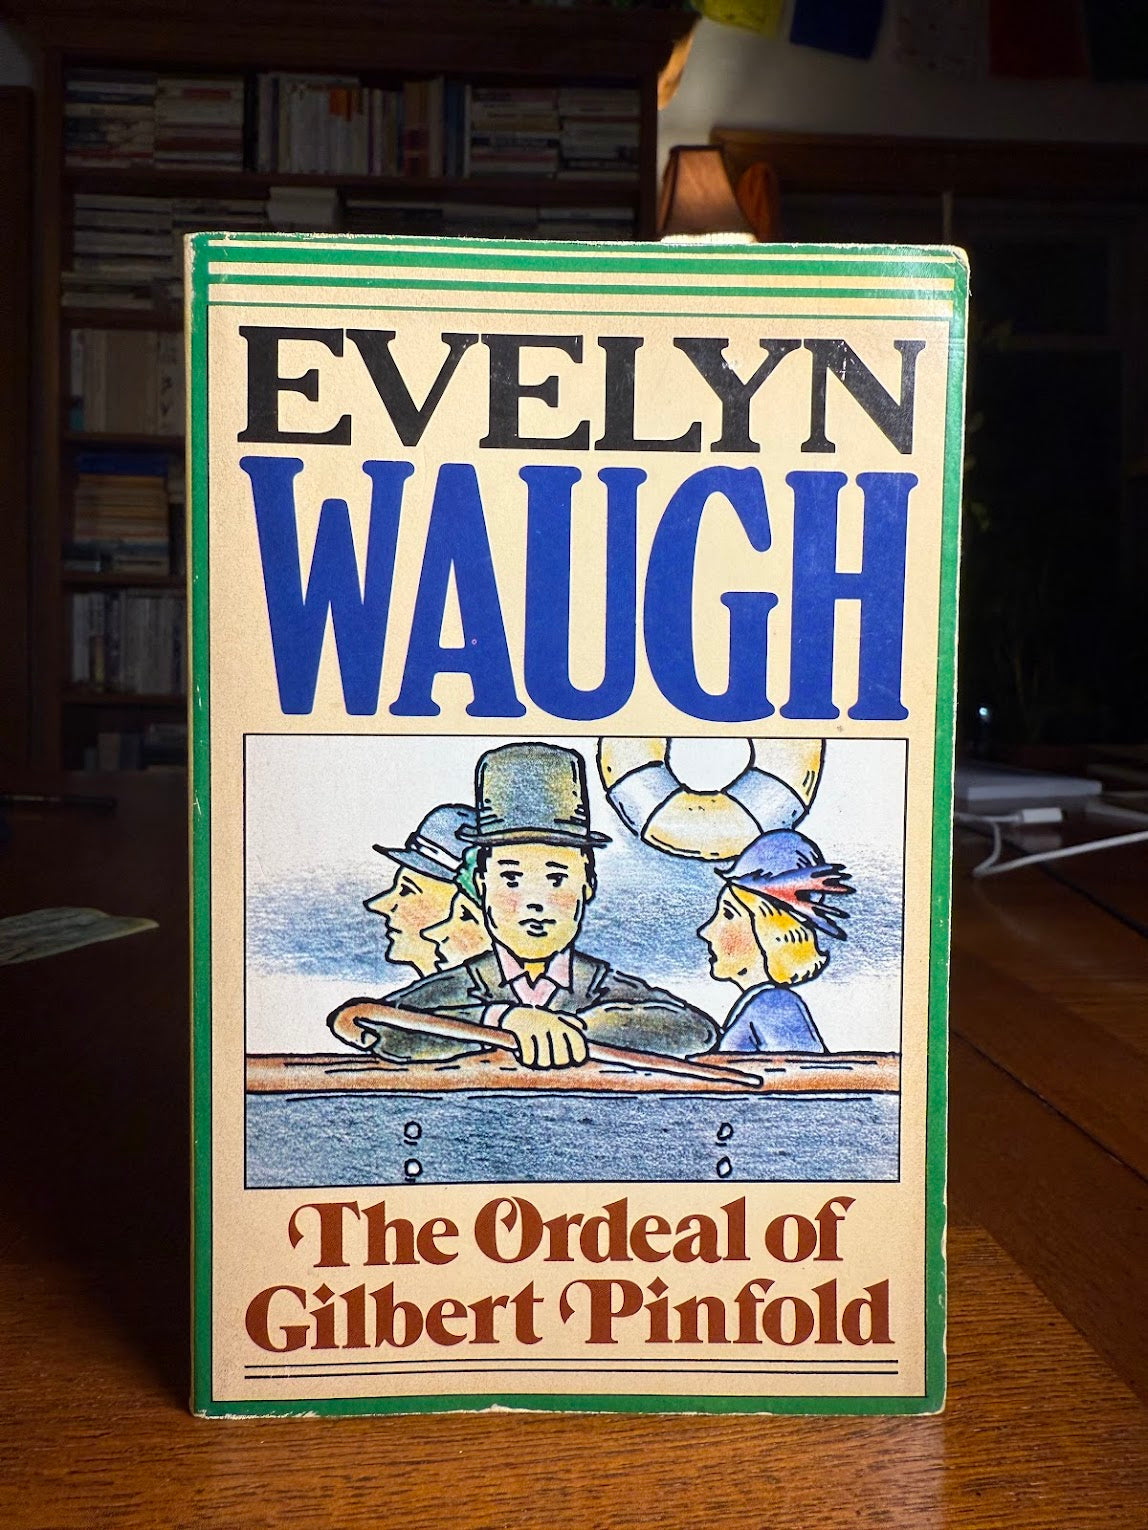 EVELYN
WAUGH
The Ordeal of
Gilbert Pinfold